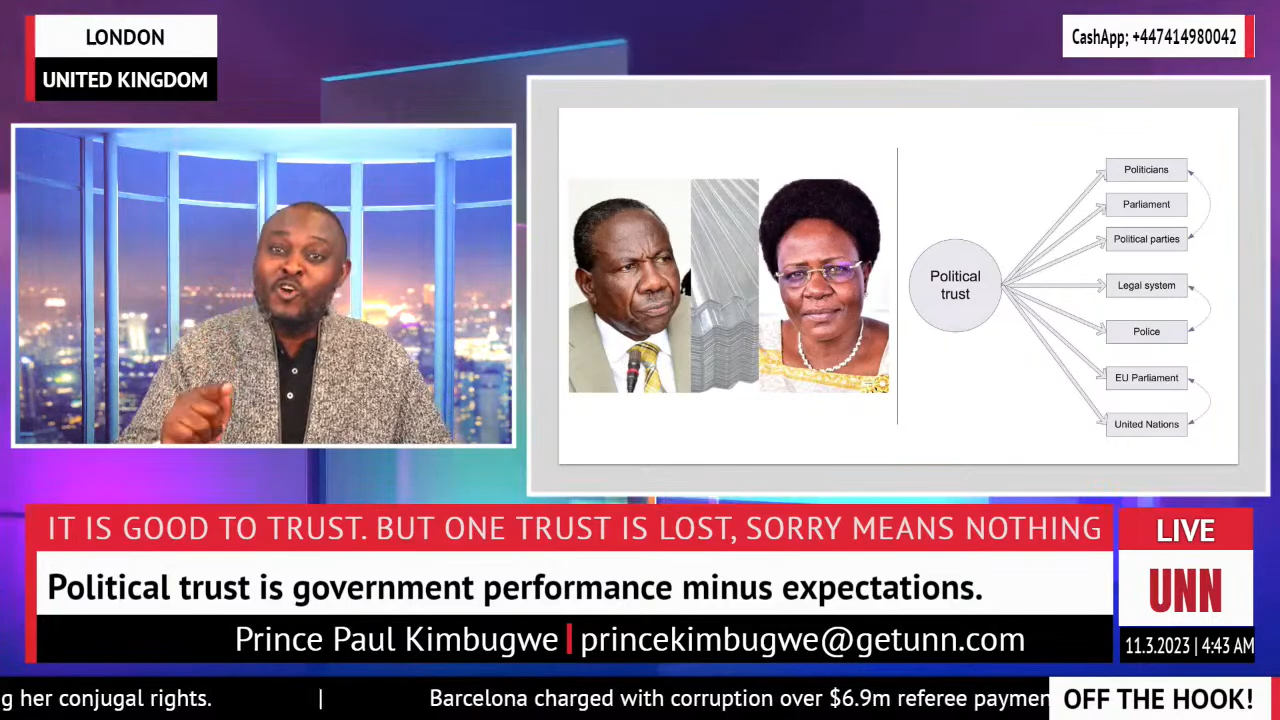 LONDON
UNITED KINGDOM
CashApp; +447414980042
Political trust
Politicians
Parliament
Political parties
Legal system
Police
EU Parliament
United Nations
IT IS GOOD TO TRUST. BUT ONE TRUST IS LOST, SORRY MEANS NOTHING
Political trust is government performance minus expectations.
Prince Paul Kimbugwe princekimbugwe@getunn.com
LIVE
UNN
11.3.2023 | 4:43 AM
g her conjugal rights. | Barcelona charged with corruption over $6.9m referee paymen
OFF THE HOOK!